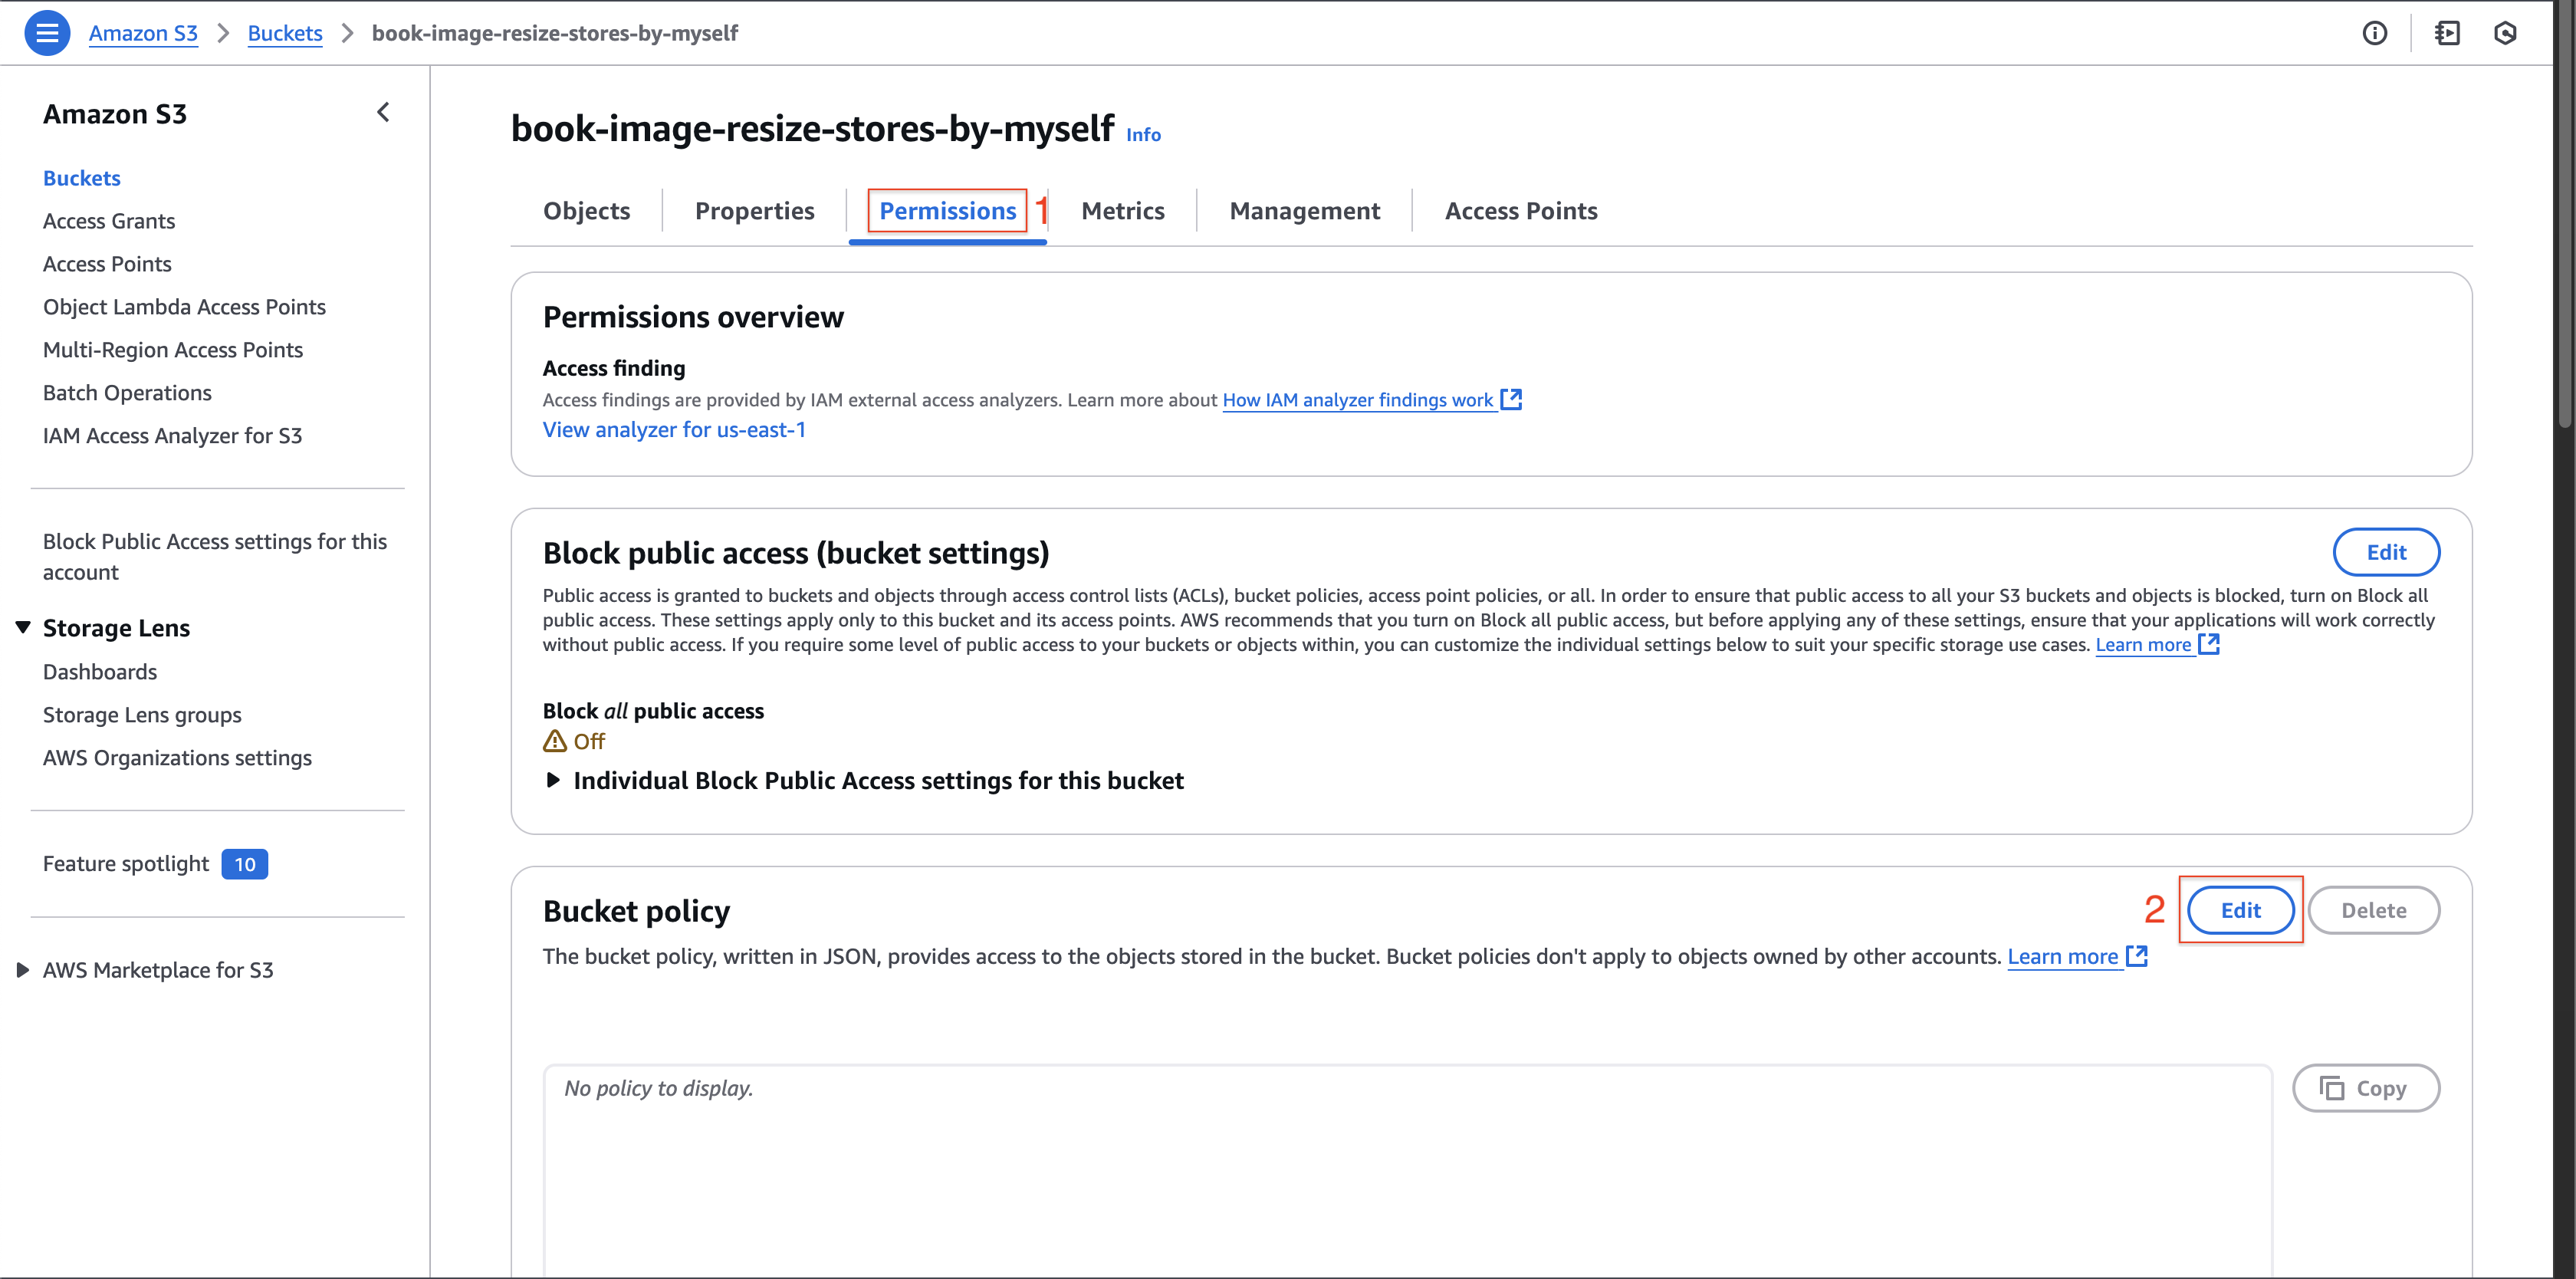 Amazon S3 > Buckets > book-image-resize-stores-by-myself
Amazon S3
Buckets
Access Grants
Access Points
Object Lambda Access Points
Multi-Region Access Points
Batch Operations
IAM Access Analyzer for S3
Block Public Access settings for this
account
Storage Lens
Dashboards
Storage Lens groups
AWS Organizations settings
Feature spotlight 10
AWS Marketplace for S3
book-image-resize-stores-by-myself Info
Objects Properties Permissions 1 Metrics Management Access Points
Permissions overview
Access finding
Access findings are provided by IAM external access analyzers. Learn more about How IAM analyzer findings work
View analyzer for us-east-1
Block public access (bucket settings) Edit
Public access is granted to buckets and objects through access control lists (ACLs), bucket policies, access point policies, or all. In order to ensure that public access to all your S3 buckets and objects is blocked, turn on Block all
public access. These settings apply only to this bucket and its access points. AWS recommends that you turn on Block all public access, but before applying any of these settings, ensure that your applications will work correctly
without public access. If you require some level of public access to your buckets or objects within, you can customize the individual settings below to suit your specific storage use cases. Learn more
Block all public access
Off
Individual Block Public Access settings for this bucket
Bucket policy 2 Edit Delete
The bucket policy, written in JSON, provides access to the objects stored in the bucket. Bucket policies don't apply to objects owned by other accounts. Learn more
No policy to display. Copy